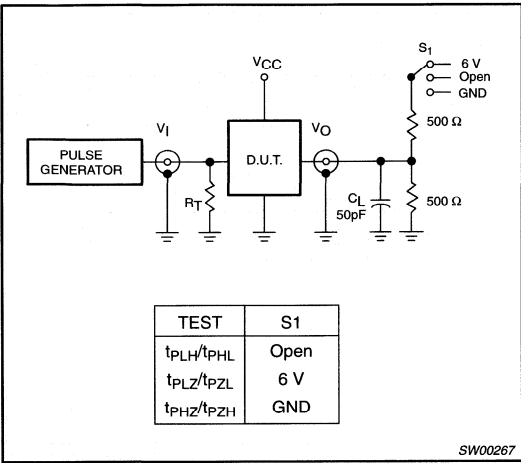 S1
6 V
Open
GND
VCC
500 Ω
VI
VO
PULSE
GENERATOR
D.U.T.
RT
CL
50pF
500 Ω
TEST S1
tPLH/tPHL Open
tPLZ/tPZL 6 V
tPHZ/tPZH GND
SW00267